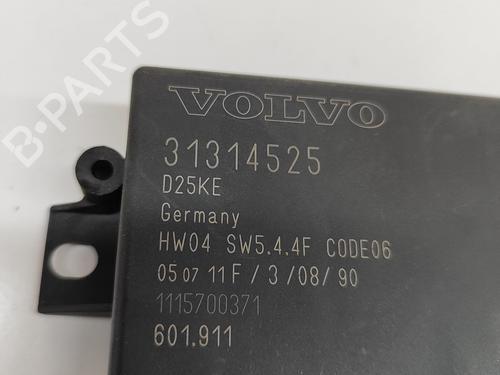 B-PARTS
VOLVO
31314525
D25KE
Germany
HW04 SW5.4.4F CODE06
05 07 11F / 3 / 08 / 90
1115700371
601.911